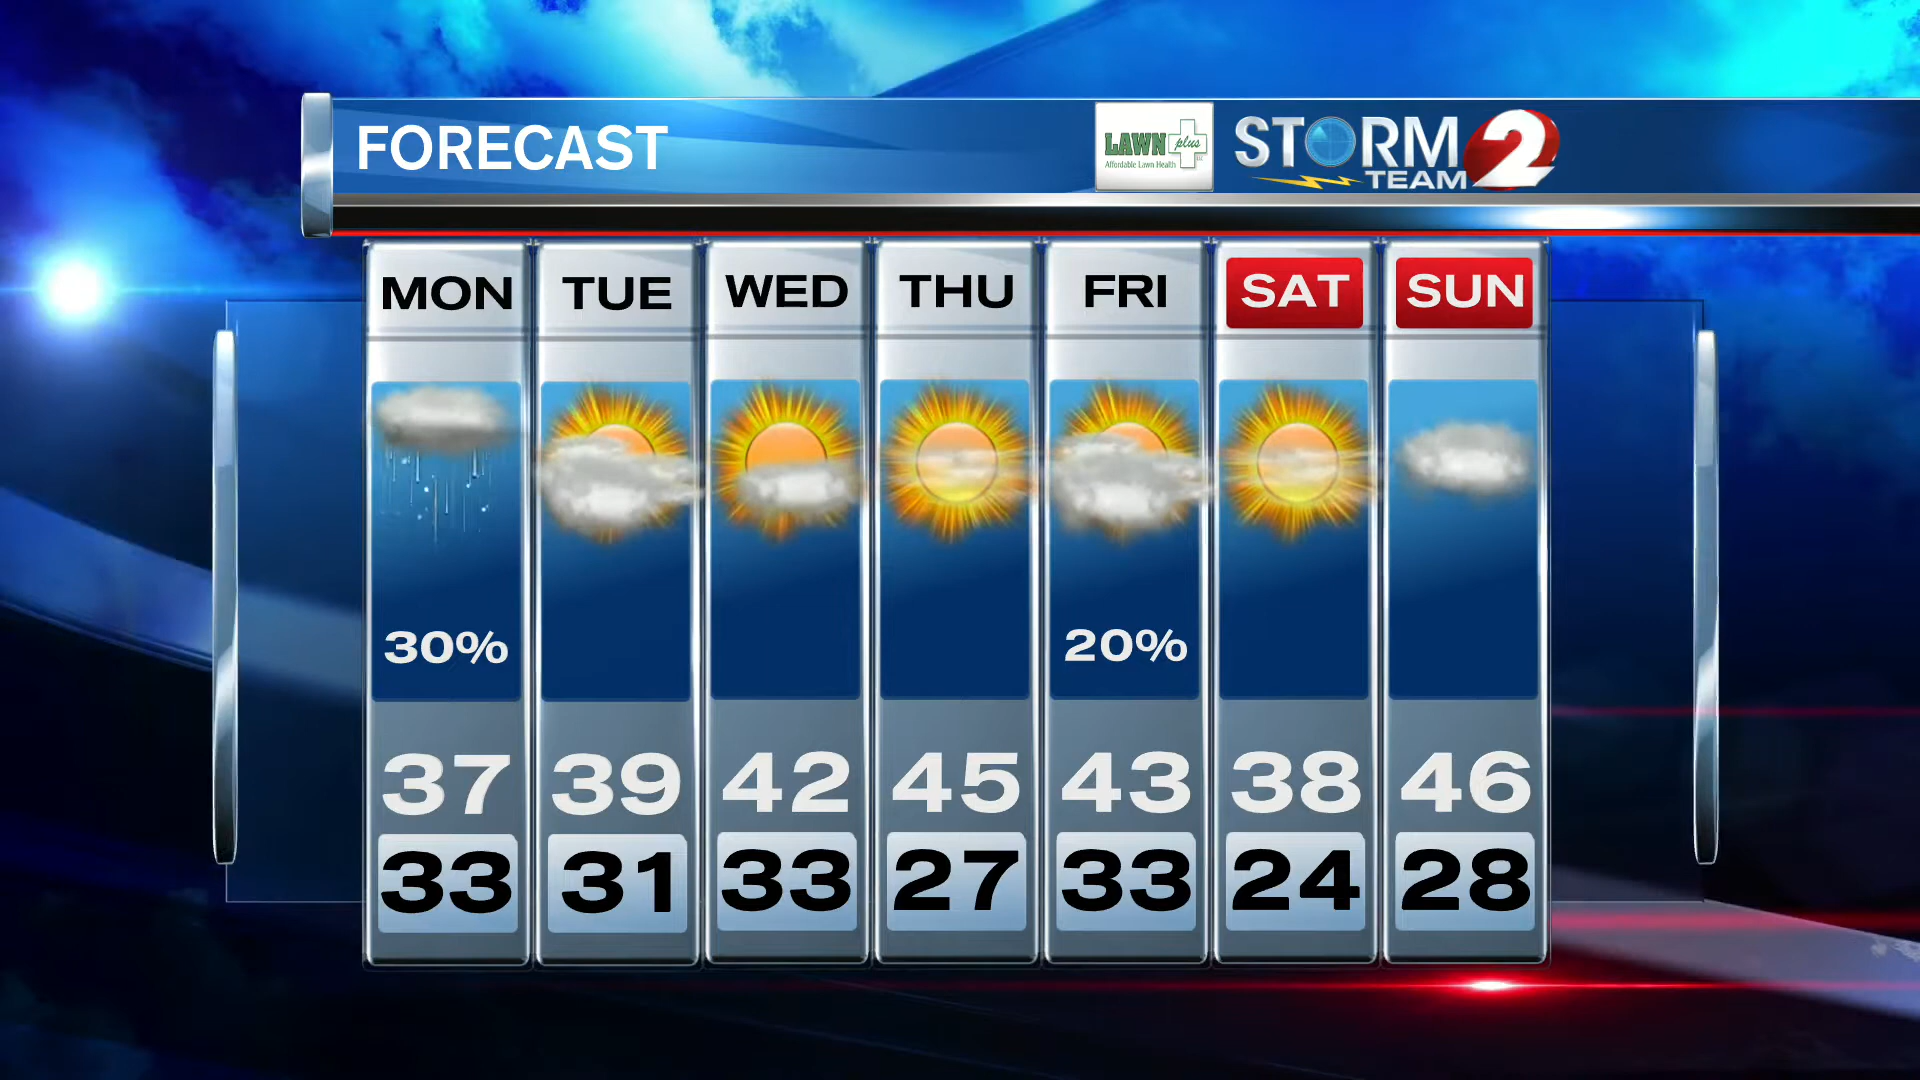 FORECAST
LAWN plus
Affordable Lawn Health
STORM
TEAM 2
MON TUE WED THU FRI SAT SUN
30% 20%
37 39 42 45 43 38 46
33 31 33 27 33 24 28